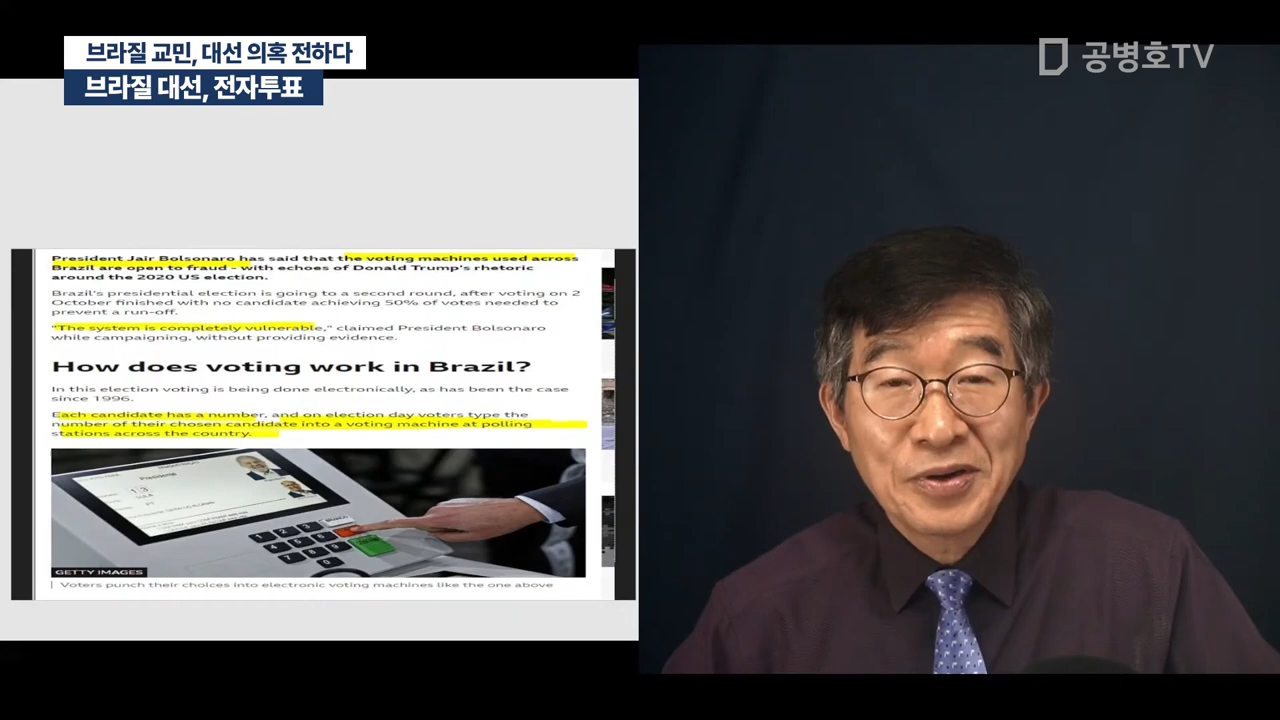 브라질 교민, 대선 의혹 전하다
브라질 대선, 전자투표
공병호TV
President Jair Bolsonaro has said that the voting machines used across
Brazil are open to fraud - with echoes of Donald Trump's rhetoric
around the 2020 US election.
Brazil's presidential election is going to a second round, after voting on 2
October finished with no candidate achieving 50% of votes needed to
prevent a run-off.
"The system is completely vulnerable," claimed President Bolsonaro
while campaigning, without providing evidence.
How does voting work in Brazil?
In this election voting is being done electronically, as has been the case
since 1996.
Each candidate has a number, and on election day voters type the
number of their chosen candidate into a voting machine at polling
stations across the country.
GETTY IMAGES
Voters punch their choices into electronic voting machines like the one above